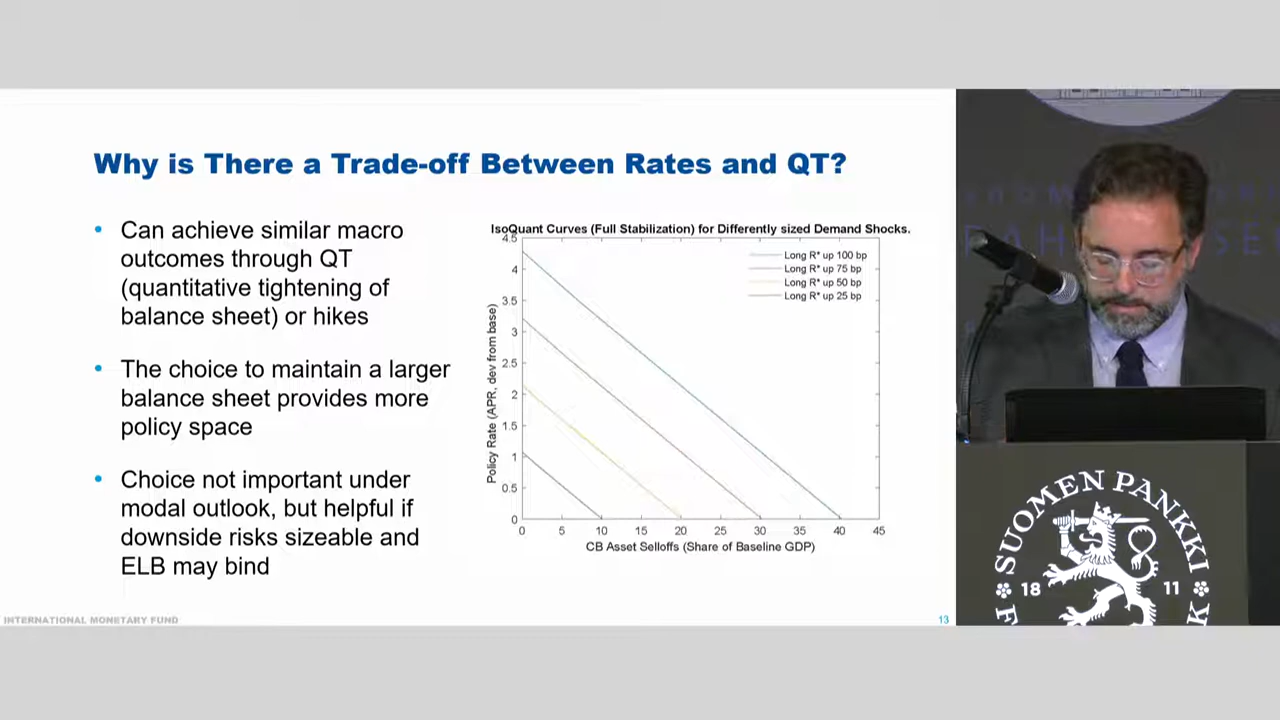 Why is There a Trade-off Between Rates and QT?
• Can achieve similar macro
outcomes through QT
(quantitative tightening of
balance sheet) or hikes
• The choice to maintain a larger
balance sheet provides more
policy space
• Choice not important under
modal outlook, but helpful if
downside risks sizeable and
ELB may bind
IsoQuant Curves (Full Stabilization) for Differently sized Demand Shocks.
Long R* up 100 bp
Long R* up 75 bp
Long R* up 50 bp
Long R* up 25 bp
Policy Rate (APR, dev from base)
4.5
4
3.5
3
2.5
2
1.5
1
0.5
0
0 5 10 15 20 25 30 35 40 45
CB Asset Selloffs (Share of Baseline GDP)
INTERNATIONAL MONETARY FUND
13
SUOMEN PANKKI
18 11